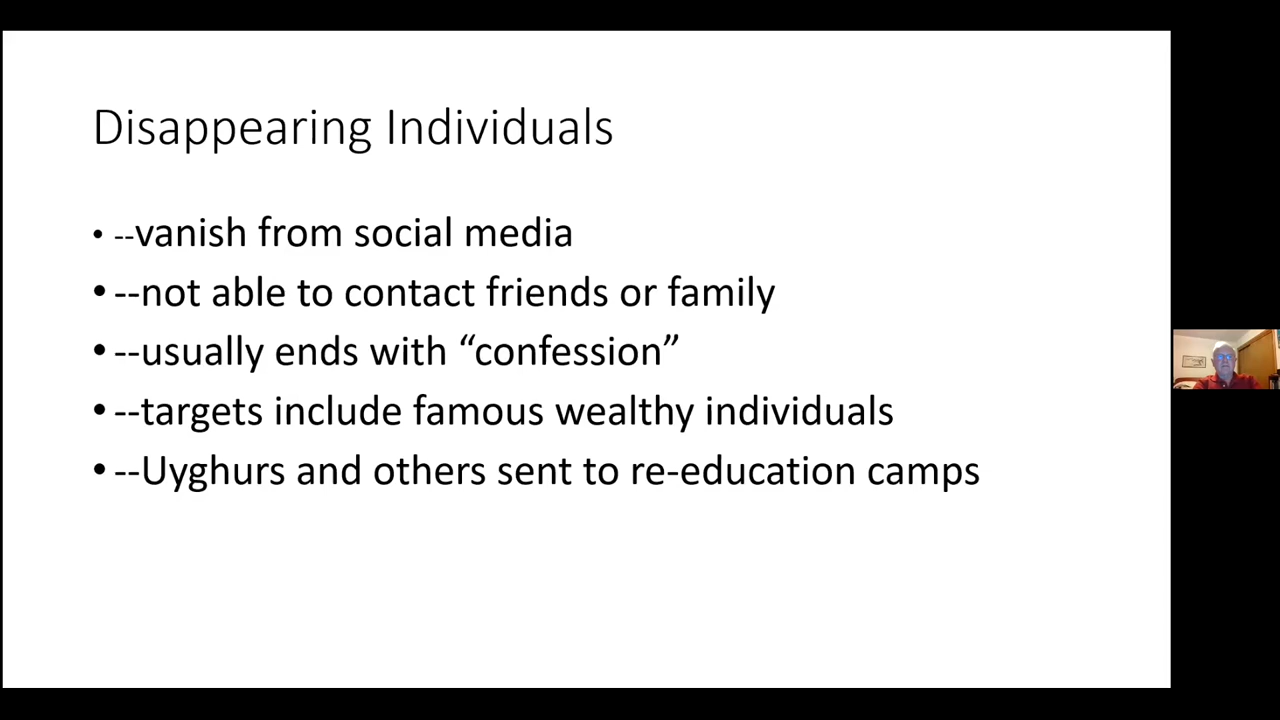 Disappearing Individuals
• --vanish from social media
• --not able to contact friends or family
• --usually ends with “confession”
• --targets include famous wealthy individuals
• --Uyghurs and others sent to re-education camps